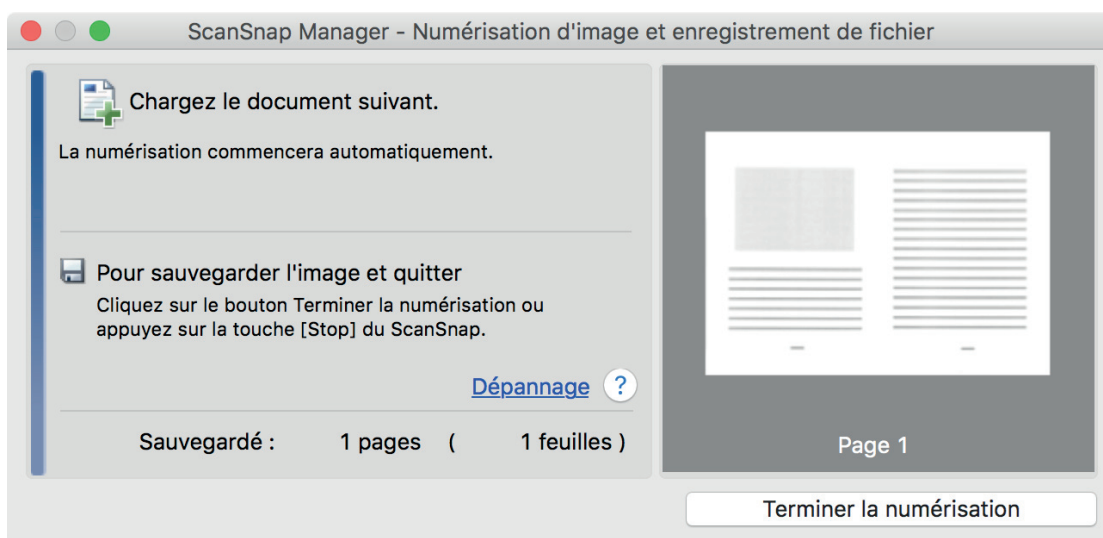 ScanSnap Manager - Numérisation d'image et enregistrement de fichier
Chargez le document suivant.
La numérisation commencera automatiquement.
Pour sauvegarder l'image et quitter
Cliquez sur le bouton Terminer la numérisation ou
appuyez sur la touche [Stop] du ScanSnap.
Dépannage ?
Sauvegardé : 1 pages ( 1 feuilles )
Page 1
Terminer la numérisation